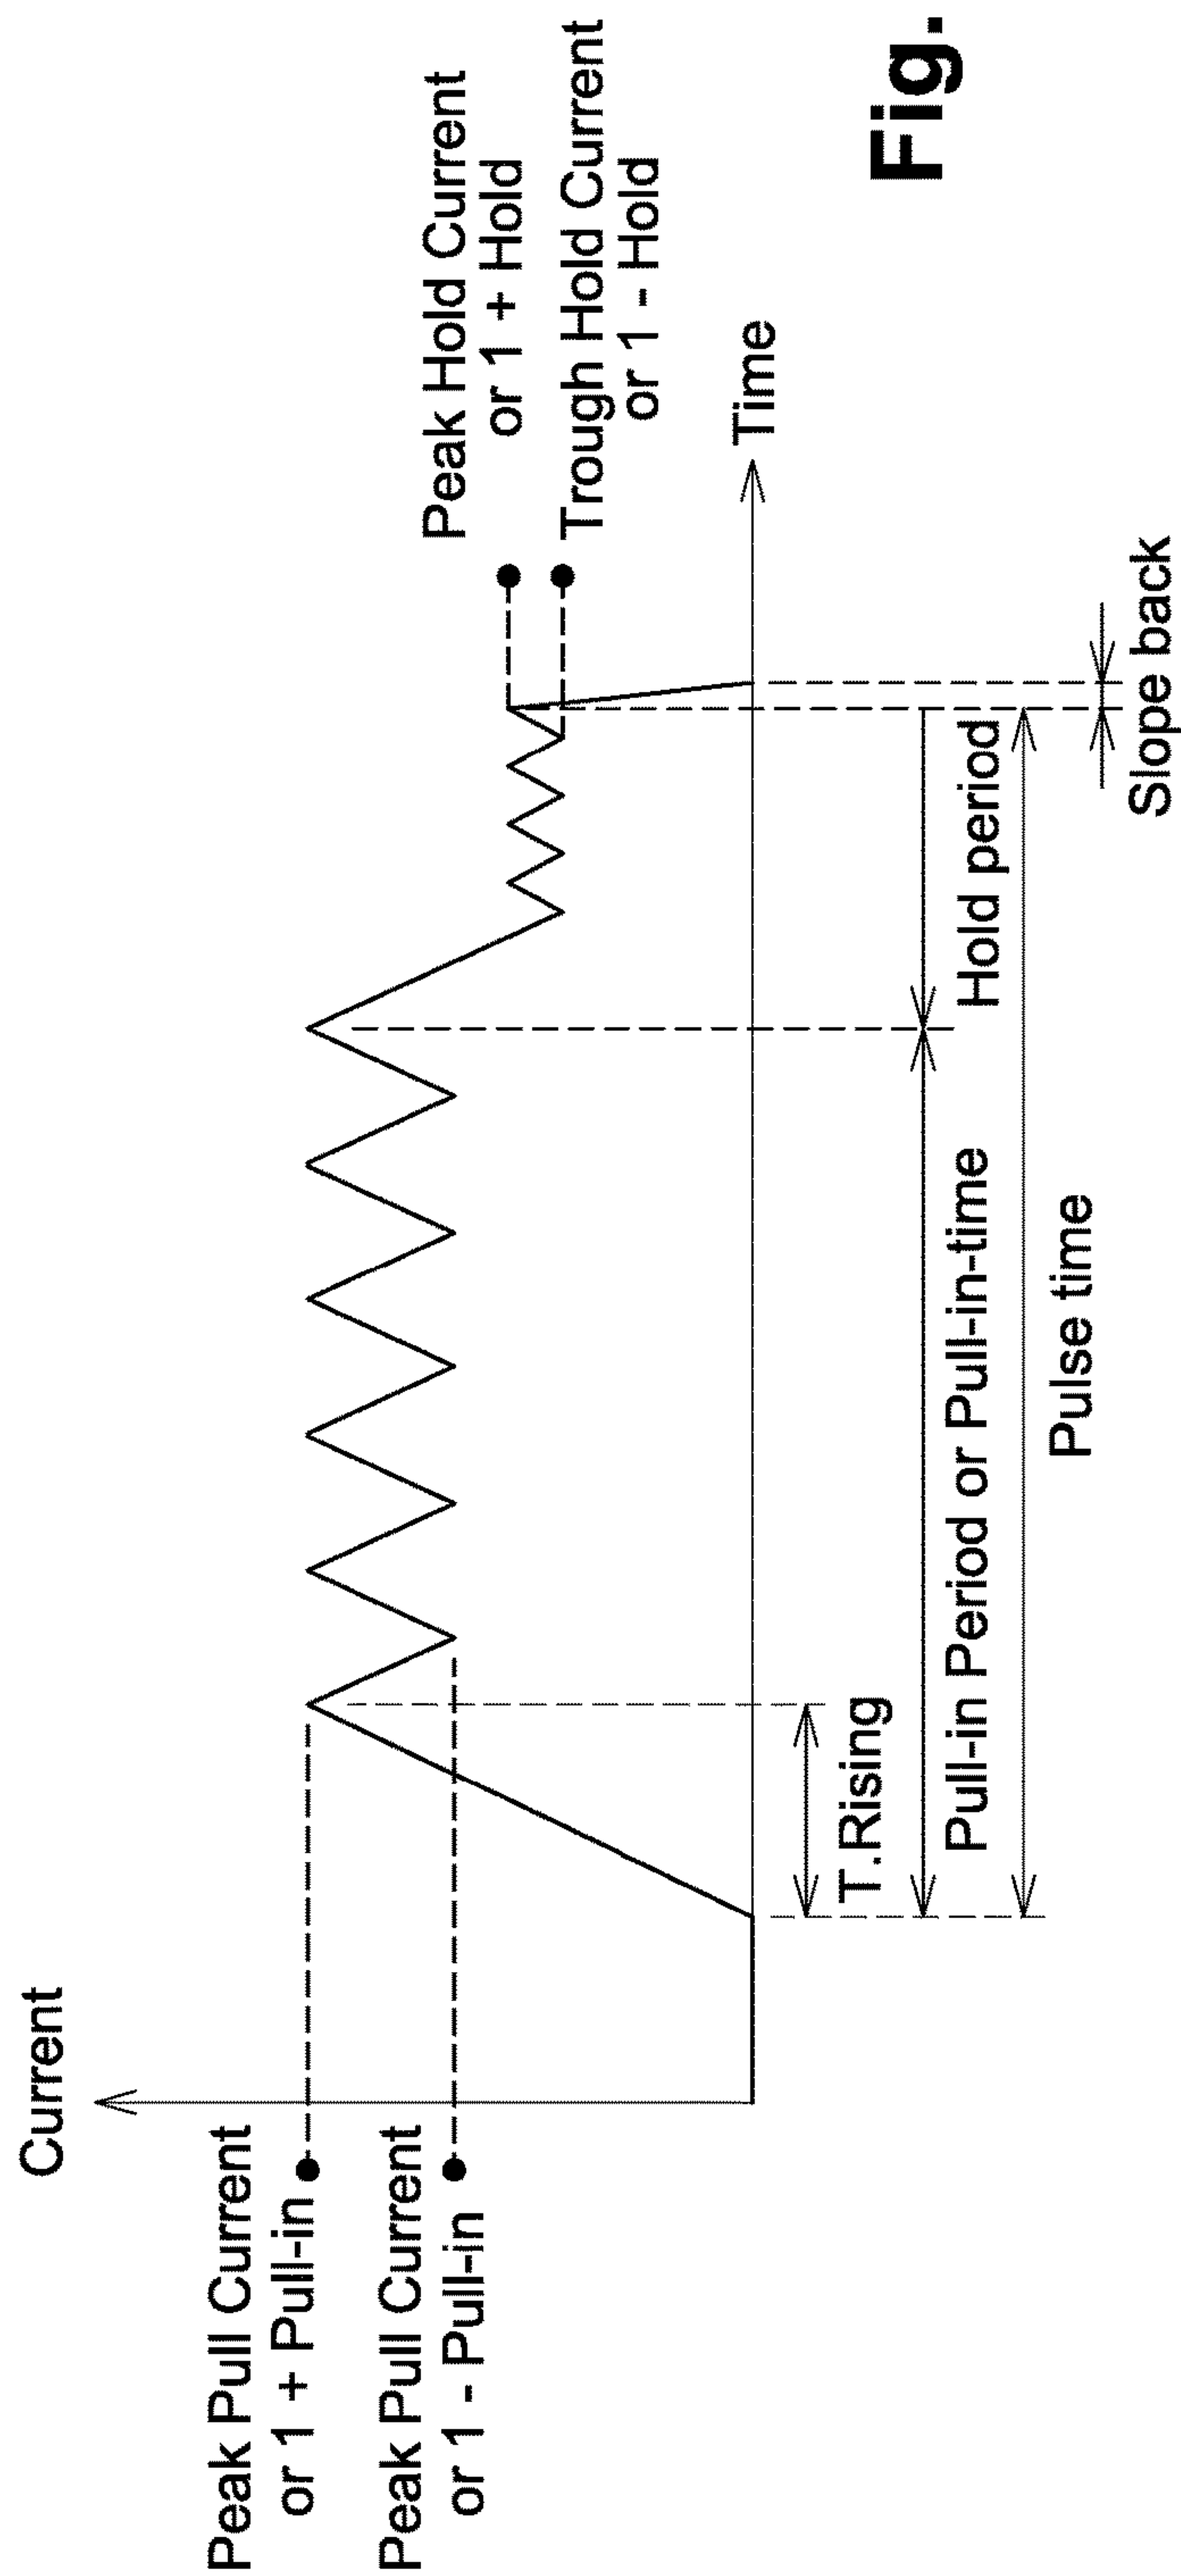 Current
Peak Pull Current
or 1 + Pull-in
Peak Pull Current
or 1 - Pull-in
Peak Hold Current
or 1 + Hold
Trough Hold Current
or 1 - Hold
Time
T.Rising
Pull-in Period or Pull-in-time
Hold period
Pulse time
Slope back
Fig.